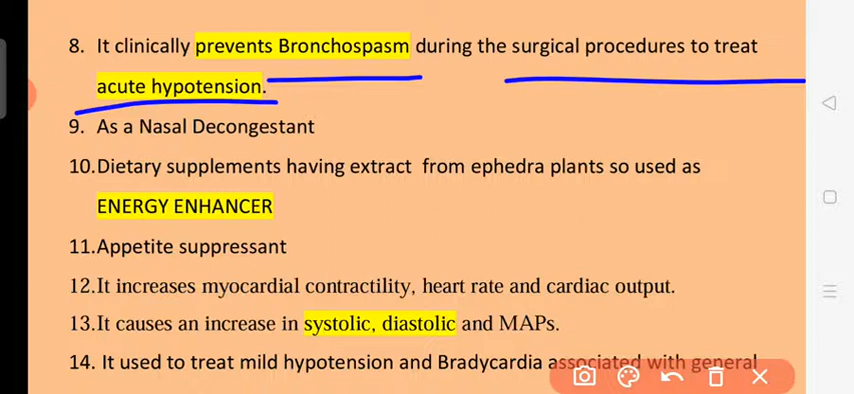 8. It clinically prevents Bronchospasm during the surgical procedures to treat
acute hypotension.
9. As a Nasal Decongestant
10.Dietary supplements having extract from ephedra plants so used as
ENERGY ENHANCER
11.Appetite suppressant
12.It increases myocardial contractility, heart rate and cardiac output.
13.It causes an increase in systolic, diastolic and MAPs.
14. It used to treat mild hypotension and Bradycardia associated with general